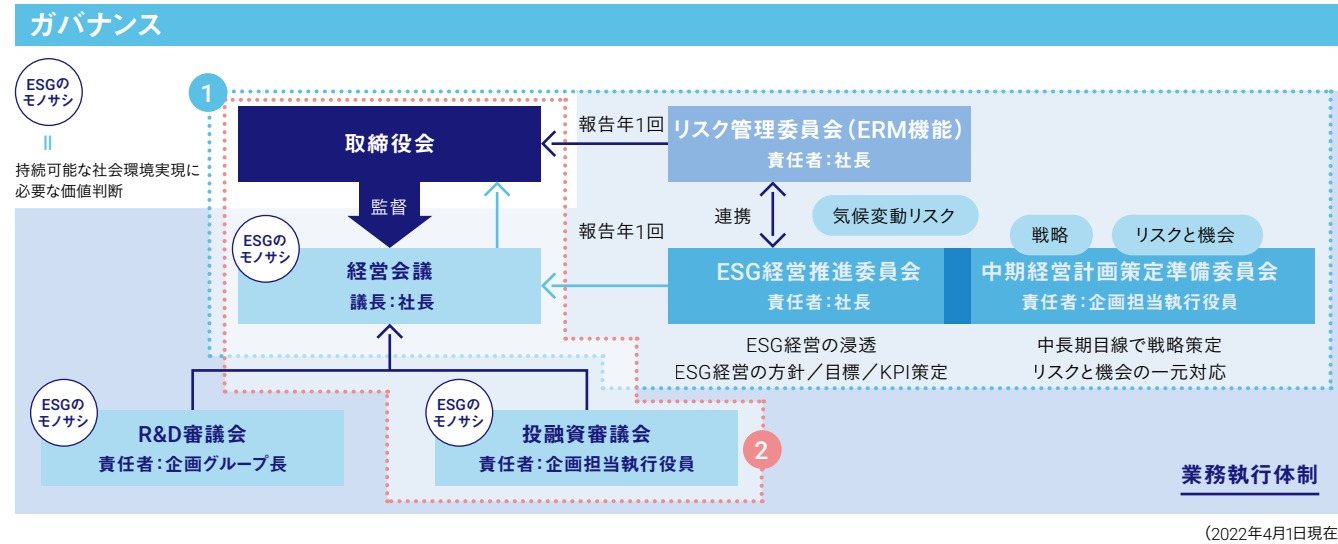 ガバナンス
ESGの
モノサシ
=
持続可能な社会環境実現に
必要な価値判断
1
取締役会
監督
報告年1回
リスク管理委員会（ERM機能）
責任者：社長
連携
気候変動リスク
報告年1回
戦略
リスクと機会
ESGの
モノサシ
経営会議
議長：社長
ESG経営推進委員会
責任者：社長
中期経営計画策定準備委員会
責任者：企画担当執行役員
ESG経営の浸透
ESG経営の方針／目標／KPI策定
中長期目線で戦略策定
リスクと機会の一元対応
ESGの
モノサシ
R&D審議会
責任者：企画グループ長
ESGの
モノサシ
投融資審議会
責任者：企画担当執行役員
2
業務執行体制
（2022年4月1日現在